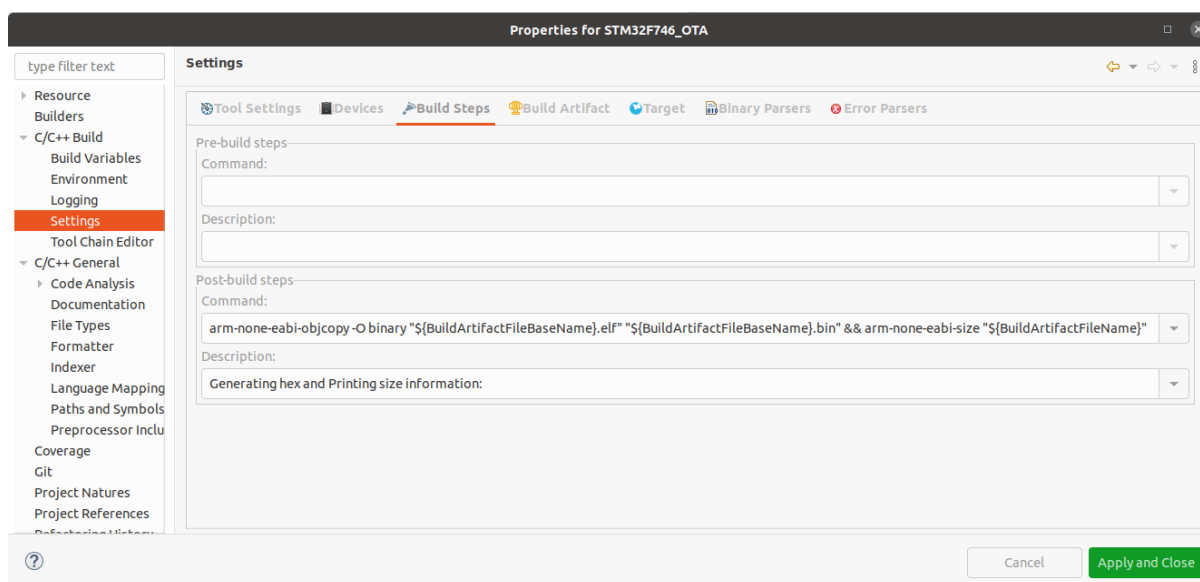 Properties for STM32F746_OTA
type filter text
Settings
Resource
Builders
C/C++ Build
Build Variables
Environment
Logging
Settings
Tool Chain Editor
C/C++ General
Code Analysis
Documentation
File Types
Formatter
Indexer
Language Mapping
Paths and Symbols
Preprocessor Inclu
Coverage
Git
Project Natures
Project References
Refactoring History
Tool Settings Devices Build Steps Build Artifact Target Binary Parsers Error Parsers
Pre-build steps
Command:
Description:
Post-build steps
Command:
arm-none-eabi-objcopy -O binary "${BuildArtifactFileBaseName}.elf" "${BuildArtifactFileBaseName}.bin" && arm-none-eabi-size "${BuildArtifactFileName}"
Description:
Generating hex and Printing size information:
Cancel
Apply and Close